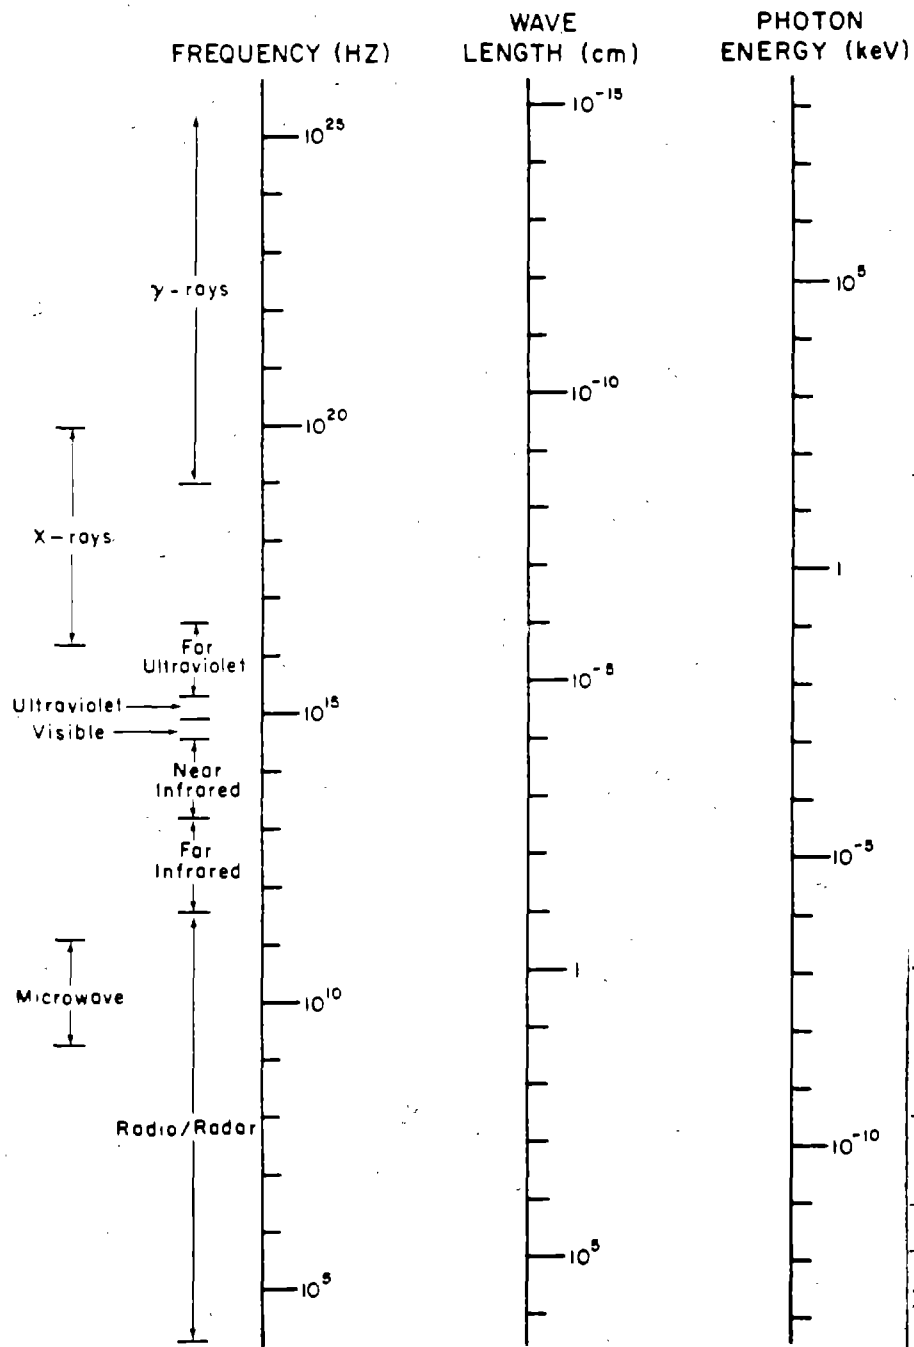 FREQUENCY (HZ)
WAVE
LENGTH (cm)
PHOTON
ENERGY (keV)
10^25
10^20
10^15
10^10
10^5
10^-15
10^-10
10^-5
1
10^5
10^5
1
10^-5
10^-10
γ-rays
X-rays
Far
Ultraviolet
Ultraviolet
Visible
Near
Infrared
Far
Infrared
Microwave
Radio/Radar